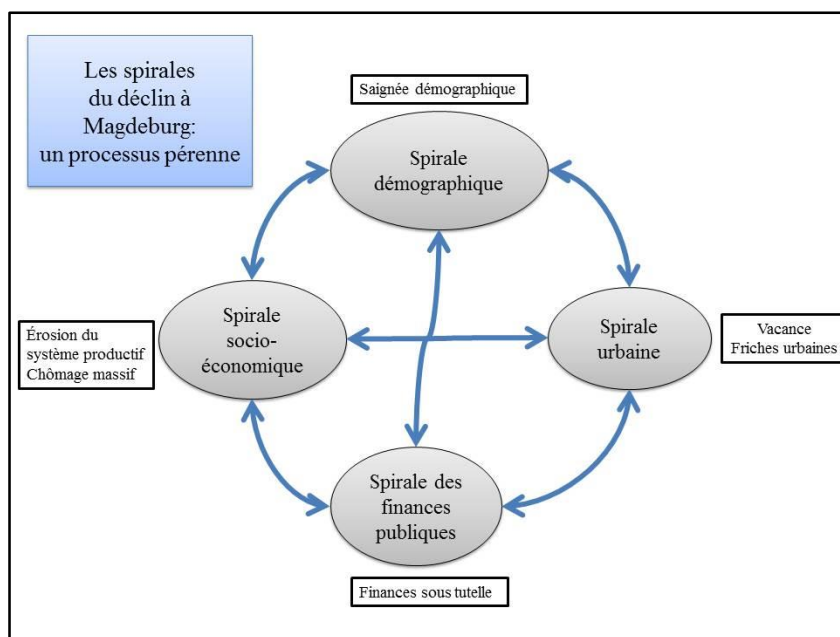 Les spirales
du déclin à
Magdeburg:
un processus pérenne
Saignée démographique
Spirale
démographique
Spirale
socio-
économique
Érosion du
système productif
Chômage massif
Spirale
urbaine
Vacance
Friches urbaines
Spirale des
finances
publiques
Finances sous tutelle